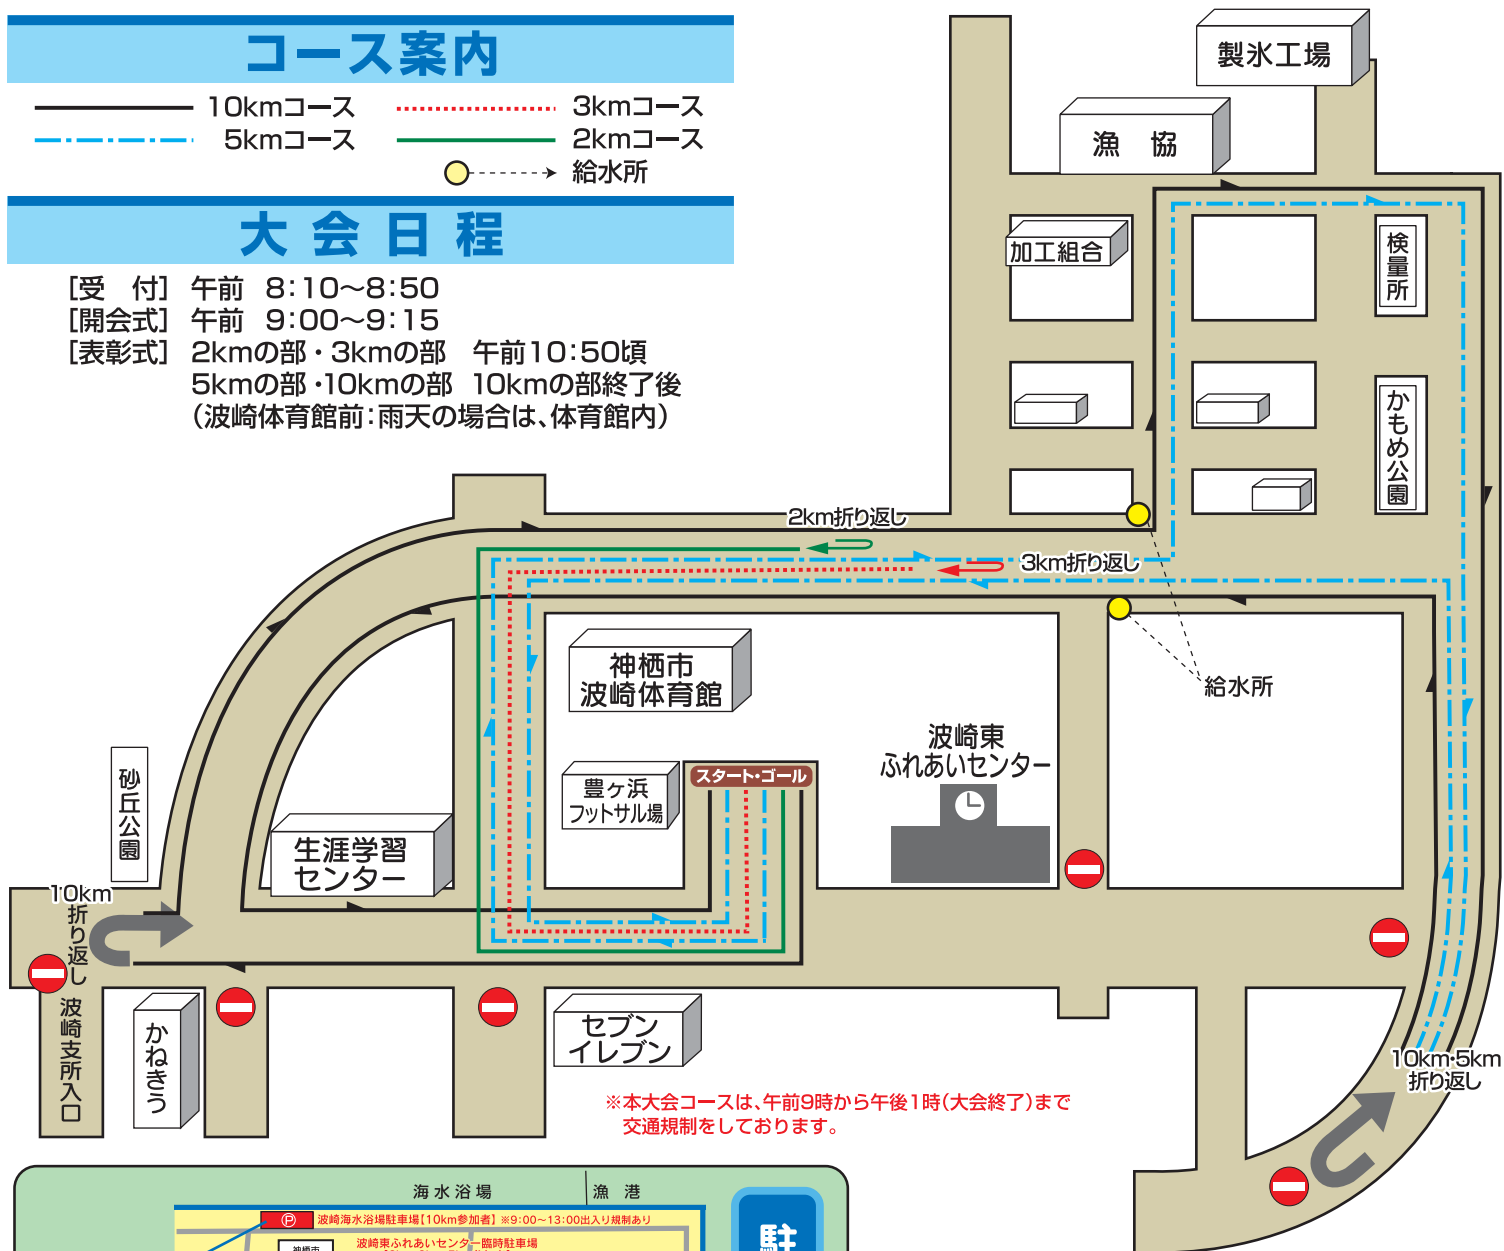 コース案内
10kmコース
3kmコース
5kmコース
2kmコース
給水所
大会日程
[受　付] 午前 8:10〜8:50
[開会式] 午前 9:00〜9:15
[表彰式] 2kmの部・3kmの部　午前10:50頃
5kmの部・10kmの部 10kmの部終了後
（波崎体育館前：雨天の場合は、体育館内）
製氷工場
漁　協
加工組合
検量所
かもめ公園
2km折り返し
3km折り返し
給水所
神栖市
波崎体育館
波崎東
ふれあいセンター
スタート・ゴール
豊ヶ浜
フットサル場
砂丘公園
生涯学習
センター
10km
折り返し
波崎支所入口
かねきう
セブン
イレブン
10km・5km
折り返し
※本大会コースは、午前9時から午後1時（大会終了）まで
交通規制をしております。
海水浴場
漁港
Ⓟ
波崎海水浴場駐車場【10km参加者】 ※9:00〜13:00出入り規制あり
波崎東ふれあいセンター臨時駐車場
駐